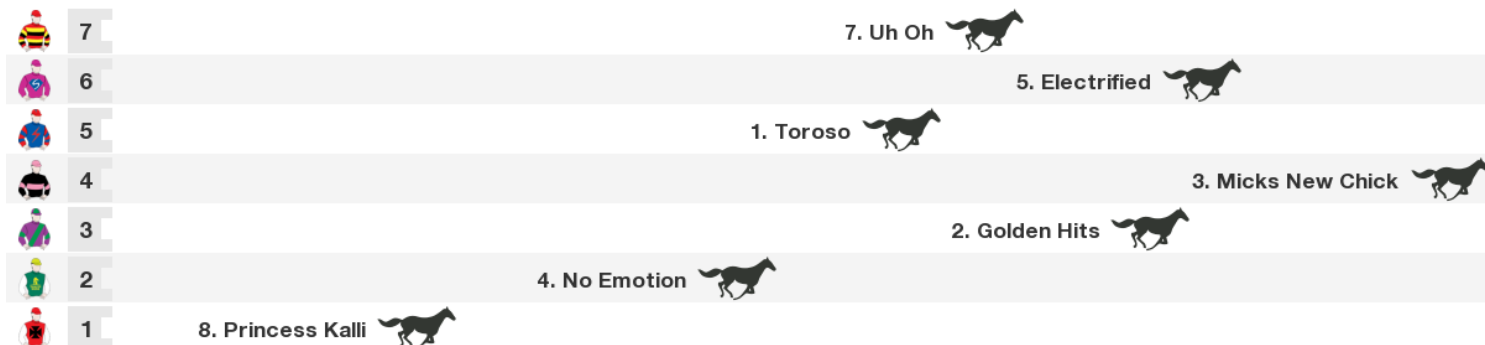 7 7. Uh Oh
6 5. Electrified
5 1. Toroso
4 3. Micks New Chick
3 2. Golden Hits
2 4. No Emotion
1 8. Princess Kalli